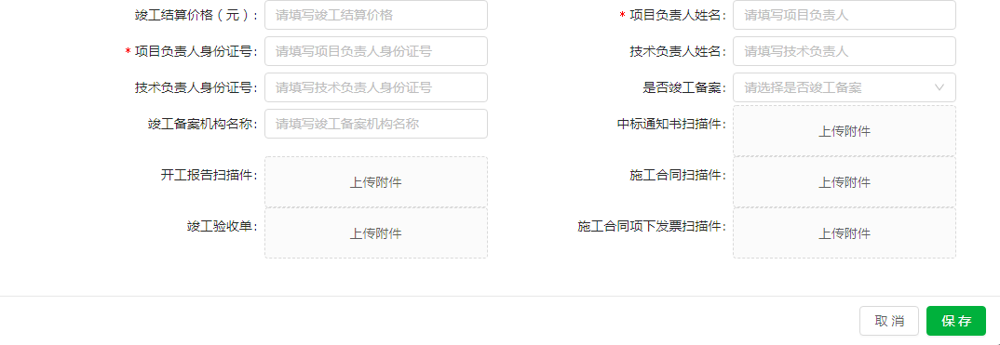 竣工结算价格（元）: 请填写竣工结算价格 * 项目负责人姓名: 请填写项目负责人
* 项目负责人身份证号: 请填写项目负责人身份证号 技术负责人姓名: 请填写技术负责人
技术负责人身份证号: 请填写技术负责人身份证号 是否竣工备案: 请选择是否竣工备案
竣工备案机构名称: 请填写竣工备案机构名称 中标通知书扫描件: 上传附件
开工报告扫描件: 上传附件 施工合同扫描件: 上传附件
竣工验收单: 上传附件 施工合同项下发票扫描件: 上传附件
取 消 保 存